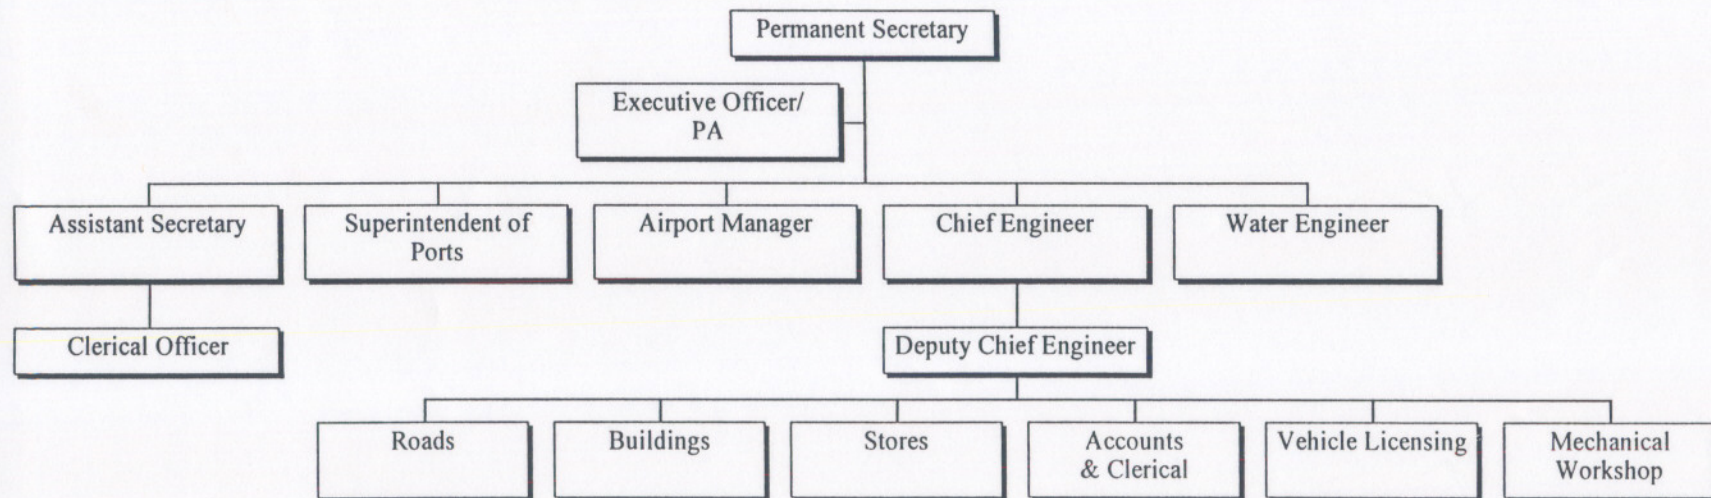 Permanent Secretary
Executive Officer/
PA
Assistant Secretary
Superintendent of
Ports
Airport Manager
Chief Engineer
Water Engineer
Clerical Officer
Deputy Chief Engineer
Roads
Buildings
Stores
Accounts
& Clerical
Vehicle Licensing
Mechanical
Workshop